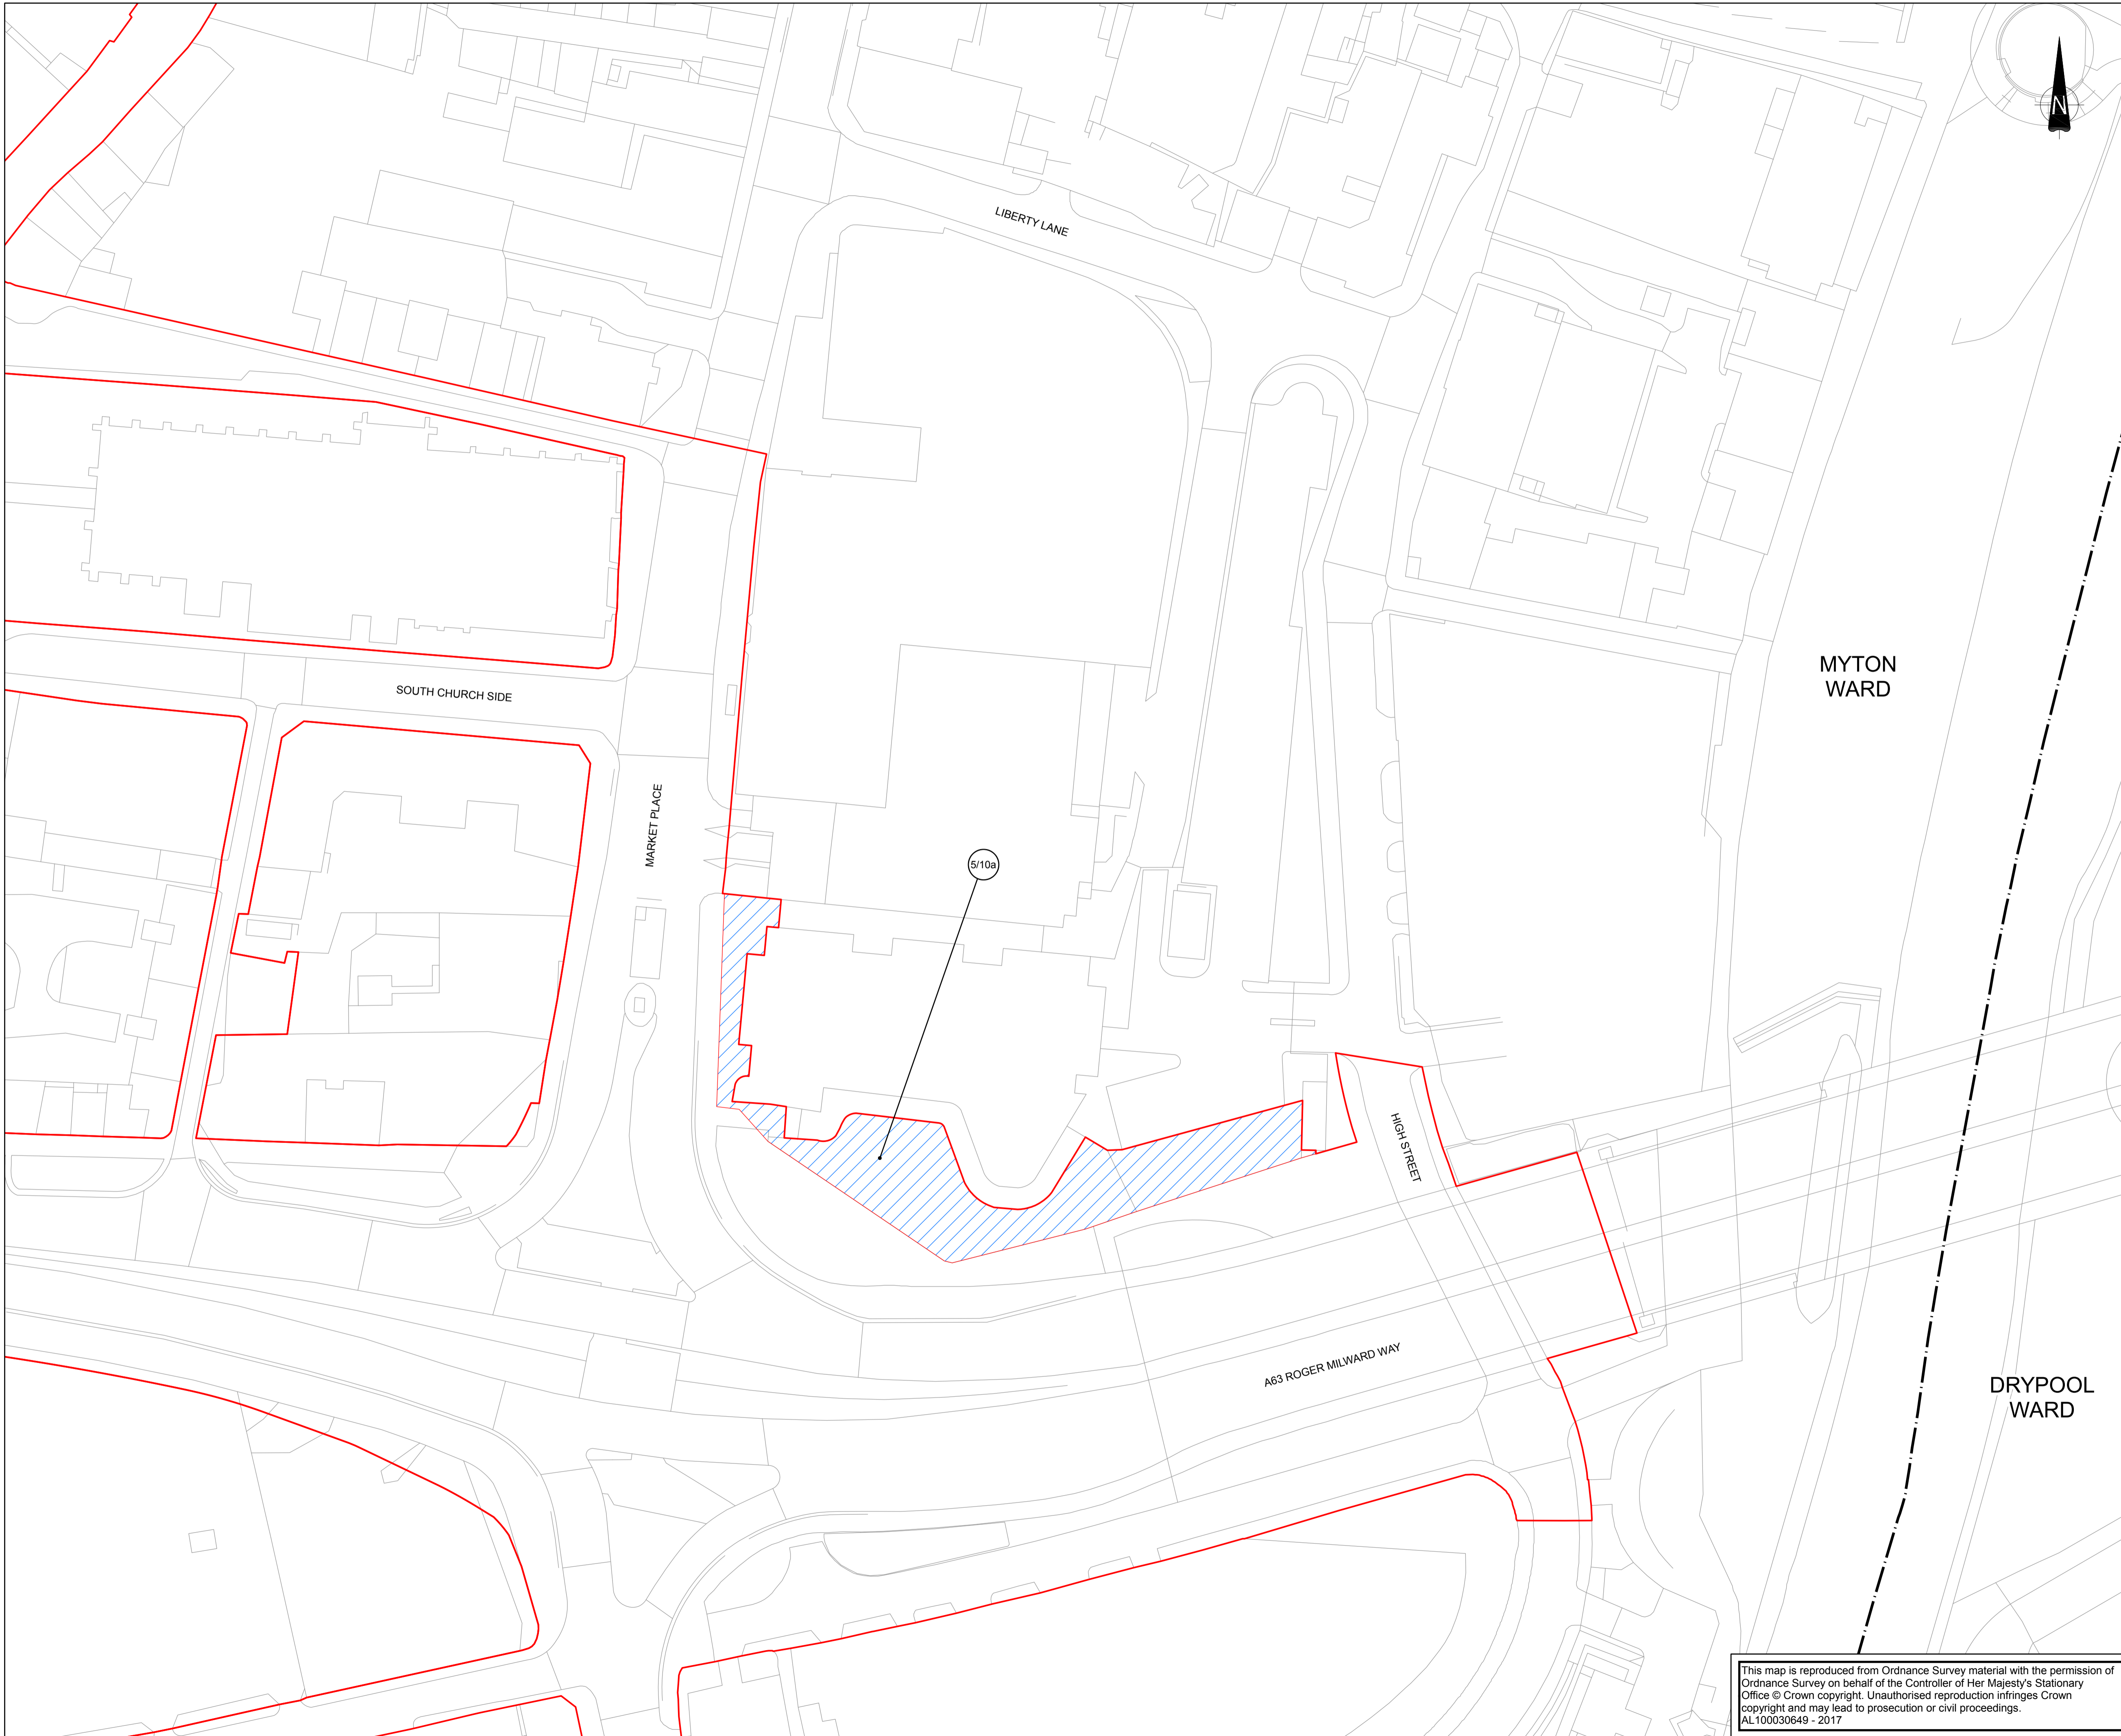 N
LIBERTY LANE
MYTON
WARD
SOUTH CHURCH SIDE
MARKET PLACE
5/10a
HIGH STREET
A63 ROGER MILWARD WAY
DRYPOOL
WARD
This map is reproduced from Ordnance Survey material with the permission of
Ordnance Survey on behalf of the Controller of Her Majesty's Stationary
Office © Crown copyright. Unauthorised reproduction infringes Crown
copyright and may lead to prosecution or civil proceedings.
AL100030649 - 2017